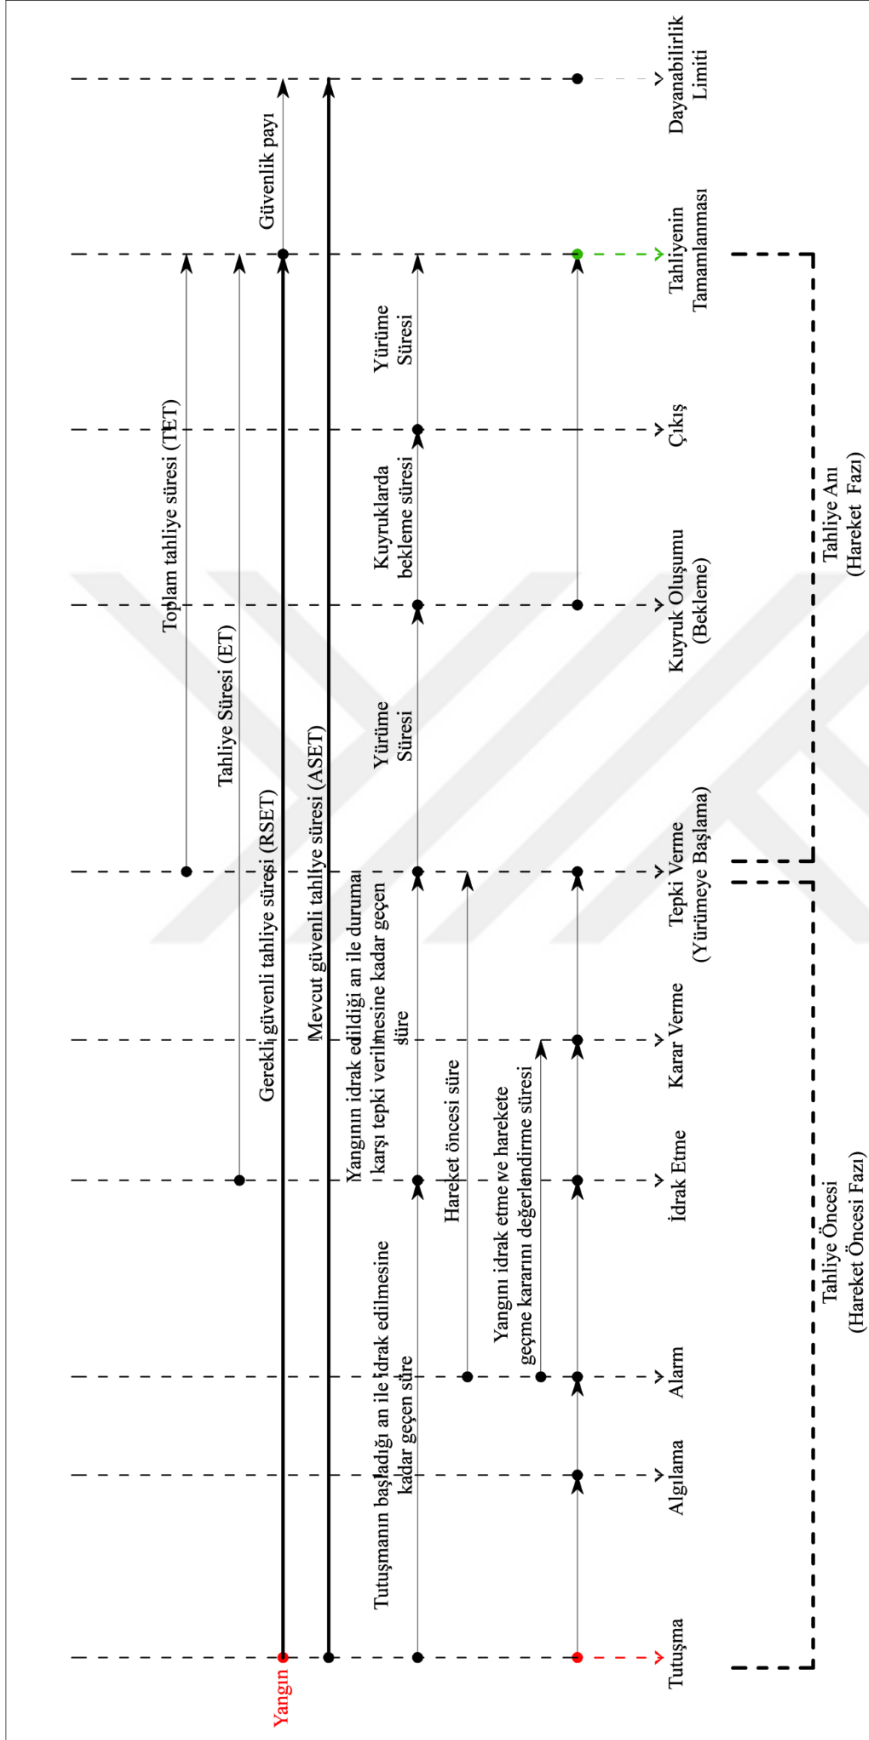 Toplam tahliye süresi (TET)
Tahliye Süresi (ET)
Güvenlik payı
Yangın
Gerekli güvenli tahliye süresi (RSET)
Mevcut güvenli tahliye süresi (ASET)
Tutuşmanın başladığı an ile idrak edilmesine
kadar geçen süre
Yangının idrak edildiği an ile duruma
karşı tepki verilmesine kadar geçen
süre
Yürüme
Süresi
Kuyruklarda
bekleme süresi
Yürüme
Süresi
Hareket öncesi süre
Yangını idrak etme ve harekete
geçme kararını değerlendirme süresi
Tutuşma
Algılama
Alarm
İdrak Etme
Karar Verme
Tepki Verme
(Yürümeye Başlama)
Kuyruk Oluşumu
(Bekleme)
Çıkış
Tahliyenin
Tamamlanması
Dayanabilirlik
Limiti
Tahliye Öncesi
(Hareket Öncesi Fazı)
Tahliye Anı
(Hareket Fazı)